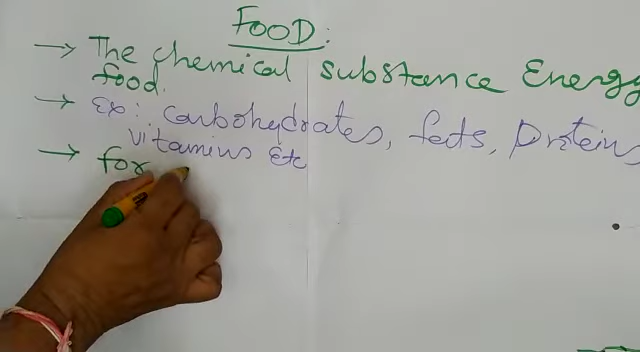 FOOD:
→ The chemical substance Energy
food.
→ Ex: carbohydrates, fats, Proteins
vitamins Etc
→ for